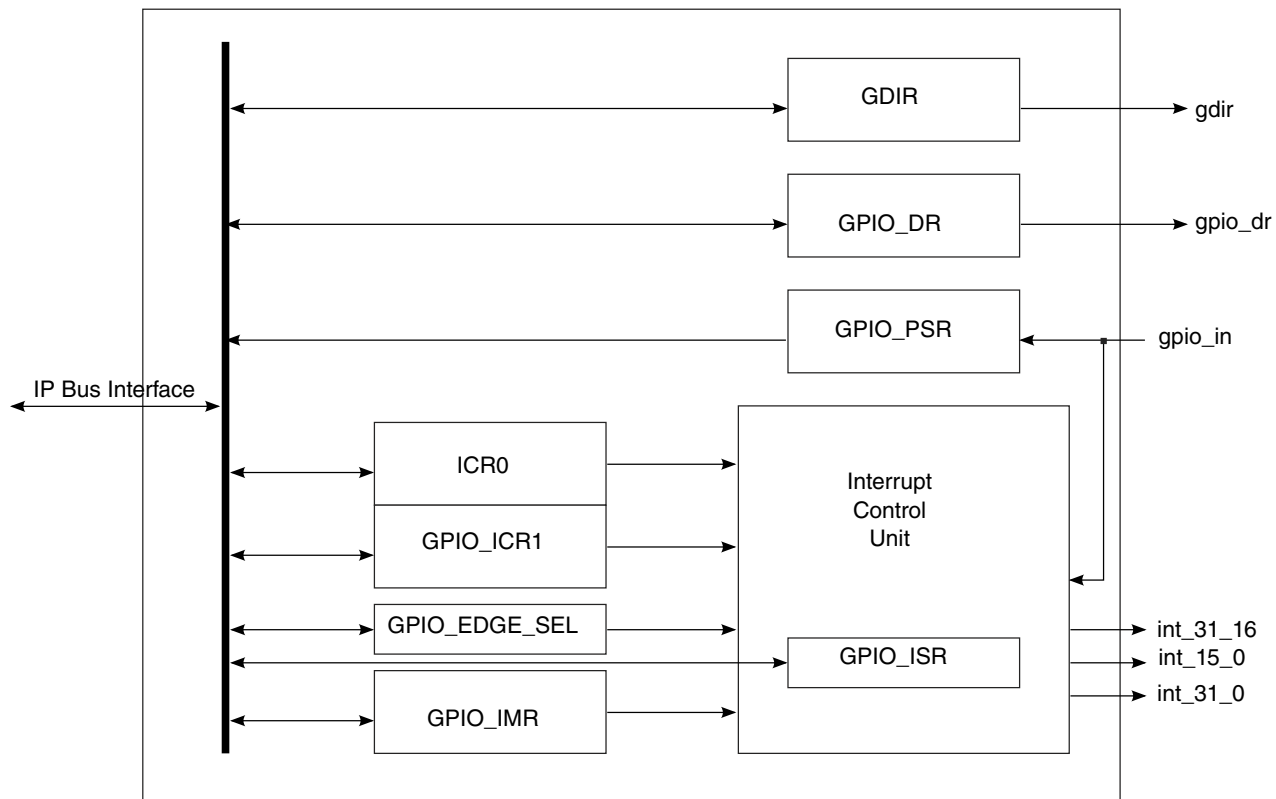 GDIR
gdir
GPIO_DR
gpio_dr
GPIO_PSR
gpio_in
IP Bus Interface
ICR0
Interrupt
Control
Unit
GPIO_ICR1
GPIO_EDGE_SEL
int_31_16
GPIO_ISR
int_15_0
int_31_0
GPIO_IMR